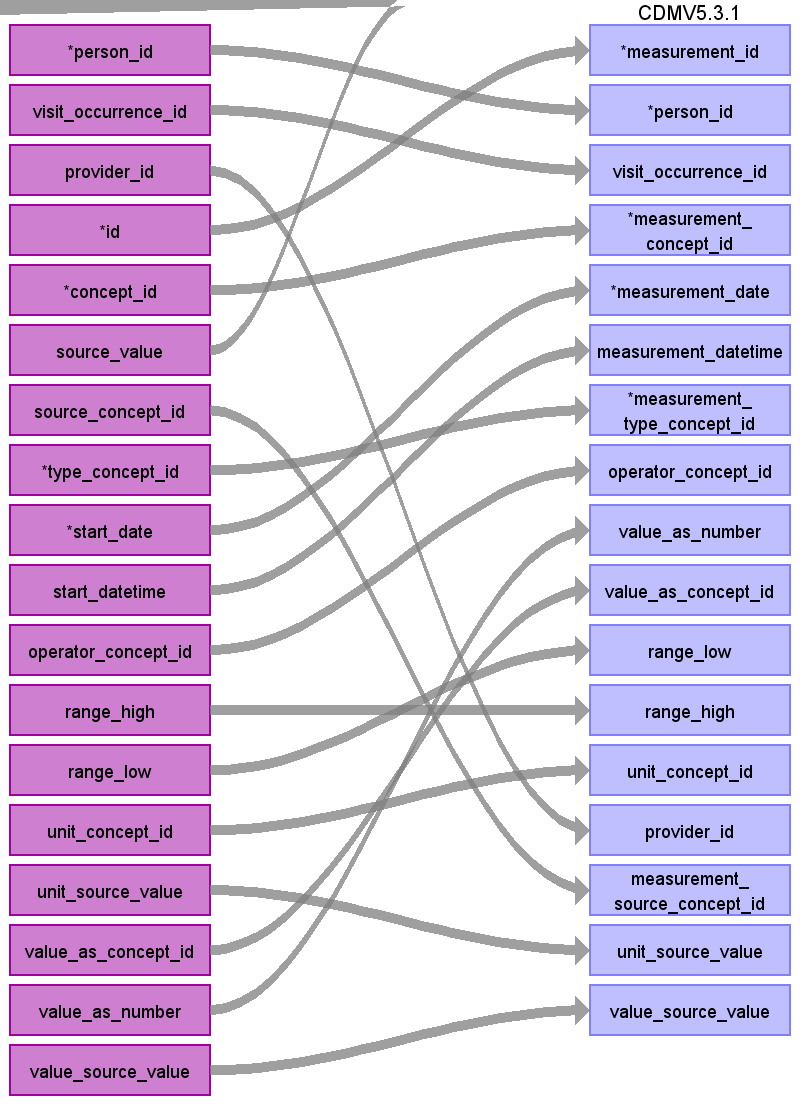 CDMV5.3.1
*person_id
visit_occurrence_id
provider_id
*id
*concept_id
source_value
source_concept_id
*type_concept_id
*start_date
start_datetime
operator_concept_id
range_high
range_low
unit_concept_id
unit_source_value
value_as_concept_id
value_as_number
value_source_value
*measurement_id
*person_id
visit_occurrence_id
*measurement_
concept_id
*measurement_date
measurement_datetime
*measurement_
type_concept_id
operator_concept_id
value_as_number
value_as_concept_id
range_low
range_high
unit_concept_id
provider_id
measurement_
source_concept_id
unit_source_value
value_source_value